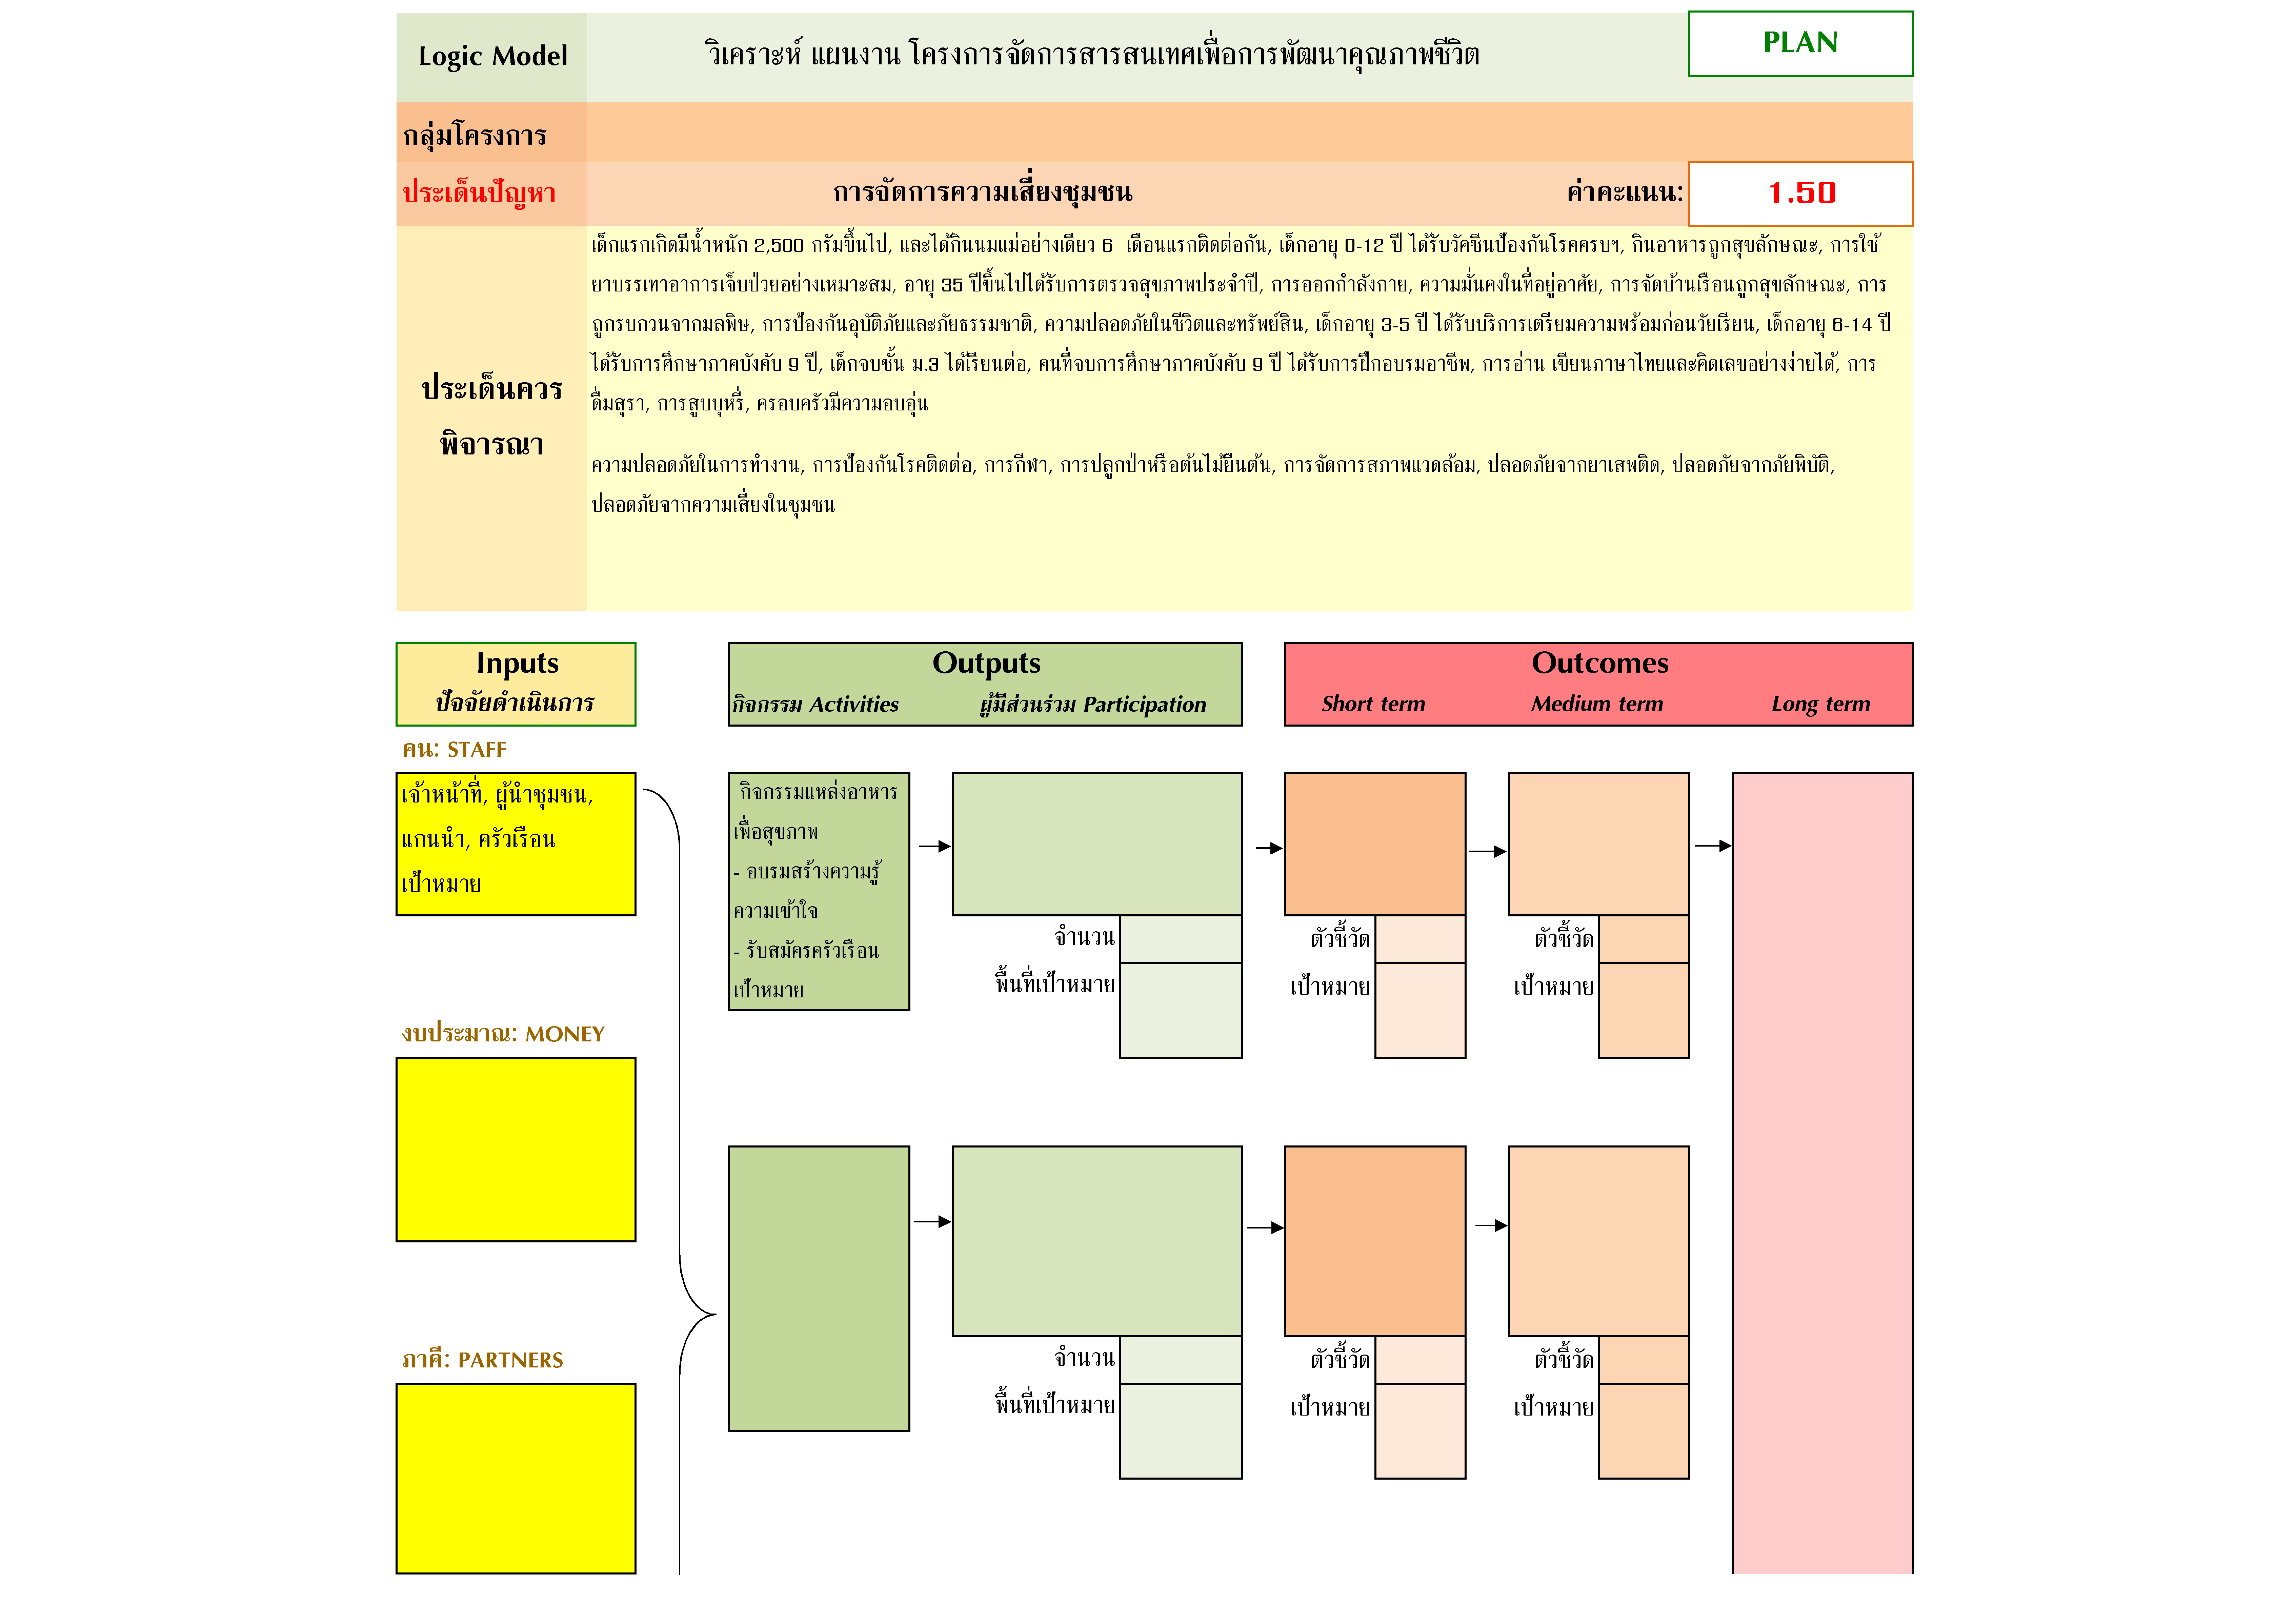 Logic Model
วิเคราะห์ แผนงาน โครงการจัดการสารสนเทศเพื่อการพัฒนาคุณภาพชีวิต
PLAN
กลุ่มโครงการ
ประเด็นปัญหา
การจัดการความเสี่ยงชุมชน
ค่าคะแนน:
1.50
ประเด็นควร
พิจารณา
เด็กแรกเกิดมีน้ำหนัก 2,500 กรัมขึ้นไป, และได้กินนมแม่อย่างเดียว 6 เดือนแรกติดต่อกัน, เด็กอายุ 0-12 ปี ได้รับวัคซีนป้องกันโรคครบฯ, กินอาหารถูกสุขลักษณะ, การใช้
ยาบรรเทาอาการเจ็บป่วยอย่างเหมาะสม, อายุ 35 ปีขึ้นไปได้รับการตรวจสุขภาพประจำปี, การออกกำลังกาย, ความมั่นคงในที่อยู่อาศัย, การจัดบ้านเรือนถูกสุขลักษณะ, การ
ถูกรบกวนจากมลพิษ, การป้องกันอุบัติภัยและภัยธรรมชาติ, ความปลอดภัยในชีวิตและทรัพย์สิน, เด็กอายุ 3-5 ปี ได้รับบริการเตรียมความพร้อมก่อนวัยเรียน, เด็กอายุ 6-14 ปี
ได้รับการศึกษาภาคบังคับ 9 ปี, เด็กจบชั้น ม.3 ได้เรียนต่อ, คนที่จบการศึกษาภาคบังคับ 9 ปี ได้รับการฝึกอบรมอาชีพ, การอ่าน เขียนภาษาไทยและคิดเลขอย่างง่ายได้, การ
ดื่มสุรา, การสูบบุหรี่, ครอบครัวมีความอบอุ่น
ความปลอดภัยในการทำงาน, การป้องกันโรคติดต่อ, การกีฬา, การปลูกป่าหรือต้นไม้ยืนต้น, การจัดการสภาพแวดล้อม, ปลอดภัยจากยาเสพติด, ปลอดภัยจากภัยพิบัติ,
ปลอดภัยจากความเสี่ยงในชุมชน
Inputs
ปัจจัยดำเนินการ
Outputs
กิจกรรม Activities
ผู้มีส่วนร่วม Participation
Outcomes
Short term
Medium term
Long term
คน: STAFF
เจ้าหน้าที่, ผู้นำชุมชน,
แกนนำ, ครัวเรือน
เป้าหมาย
กิจกรรมแหล่งอาหาร
เพื่อสุขภาพ
- อบรมสร้างความรู้
ความเข้าใจ
- รับสมัครครัวเรือน
เป้าหมาย
จำนวน
พื้นที่เป้าหมาย
ตัวชี้วัด
เป้าหมาย
ตัวชี้วัด
เป้าหมาย
งบประมาณ: MONEY
จำนวน
พื้นที่เป้าหมาย
ตัวชี้วัด
เป้าหมาย
ตัวชี้วัด
เป้าหมาย
ภาคี: PARTNERS